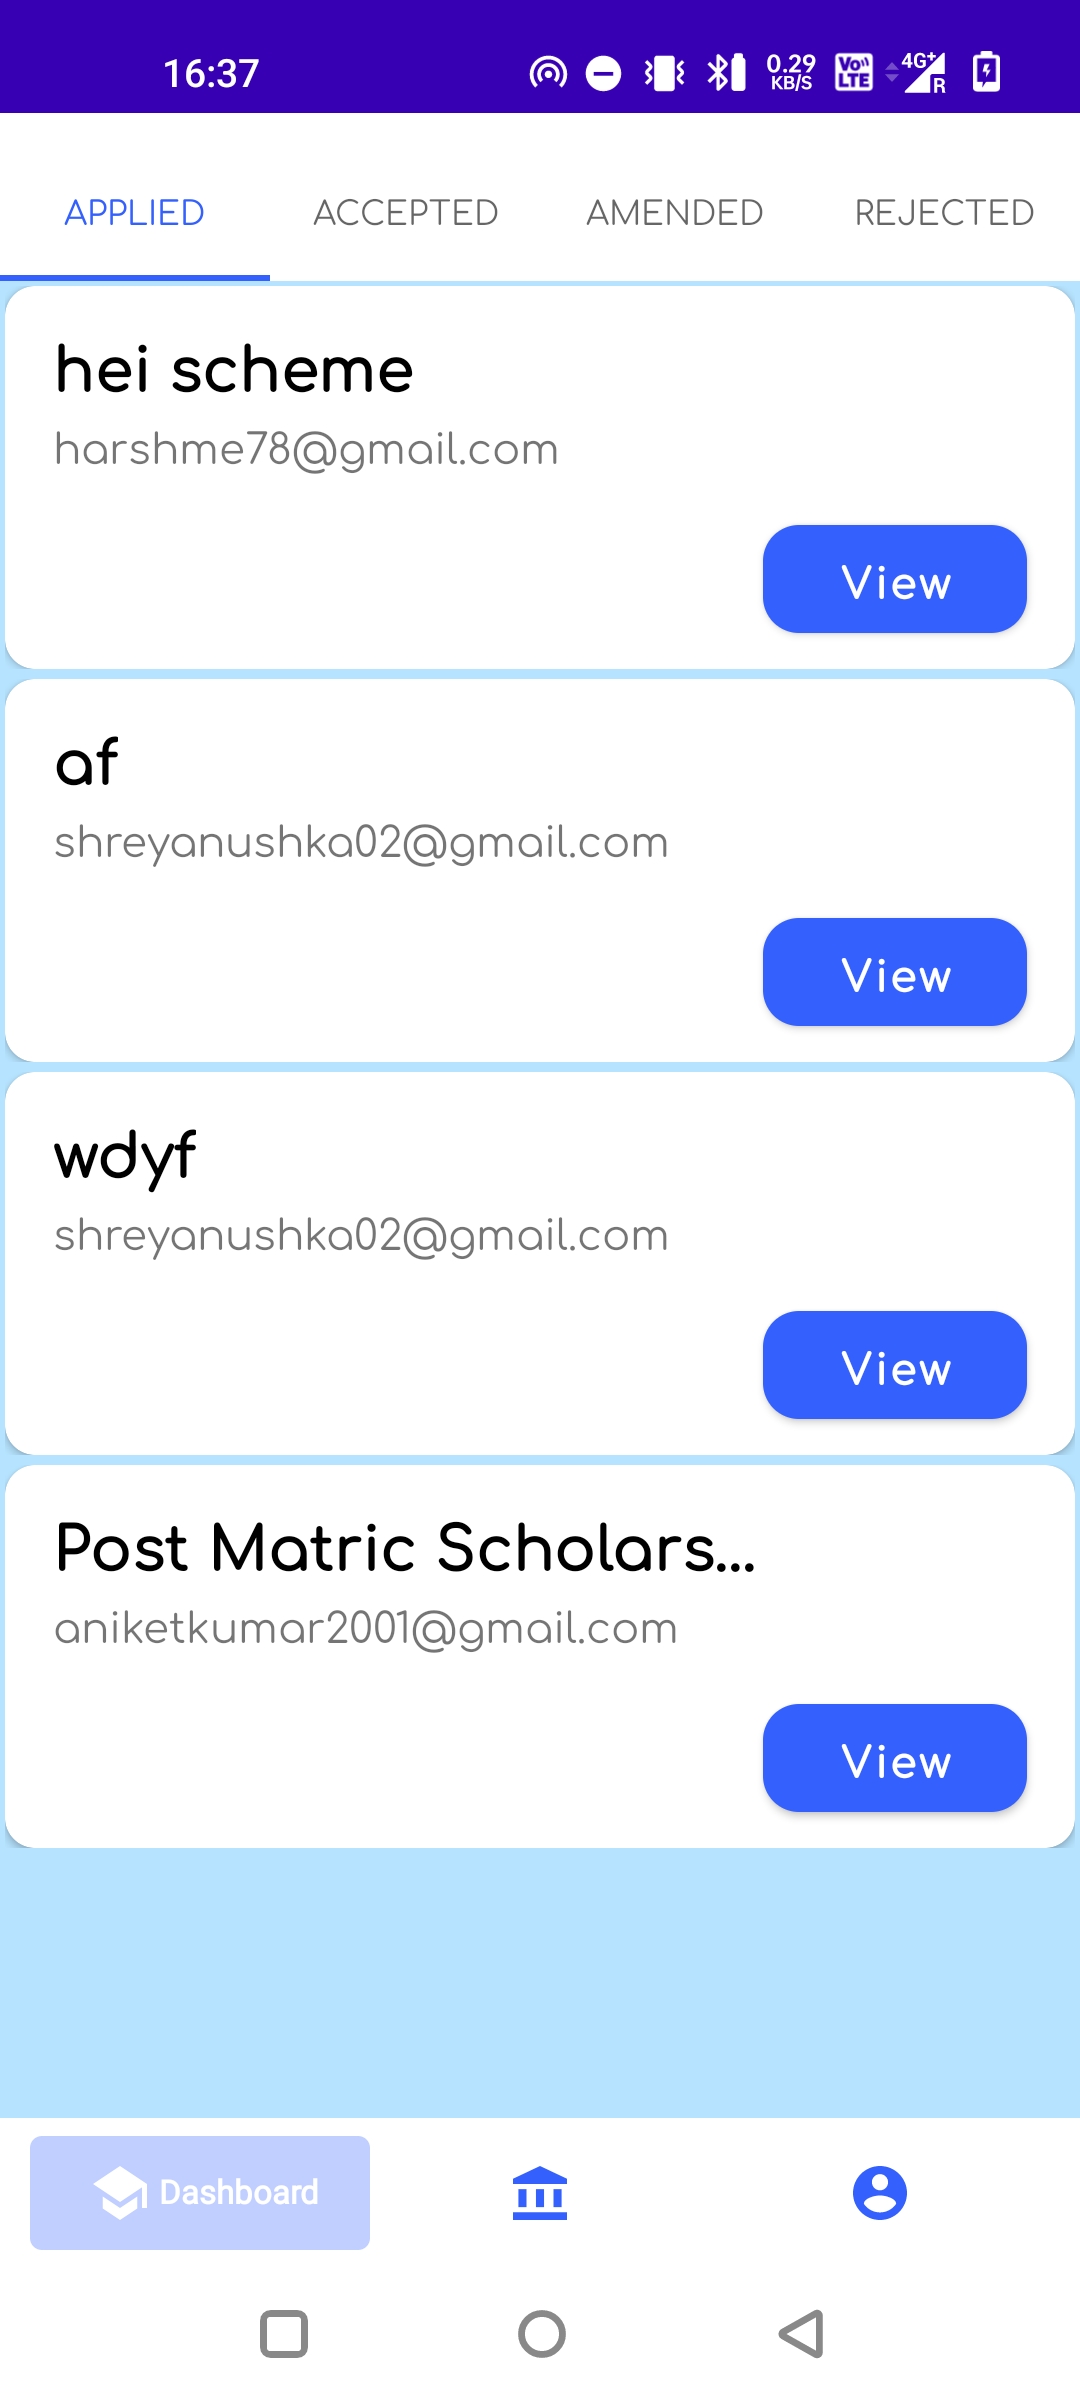 16:37
0.29
KB/S
Vo LTE
4G+
R
APPLIED ACCEPTED AMENDED REJECTED
hei scheme
harshme78@gmail.com
View
af
shreyanushka02@gmail.com
View
wdyf
shreyanushka02@gmail.com
View
Post Matric Scholars...
aniketkumar2001@gmail.com
View
Dashboard